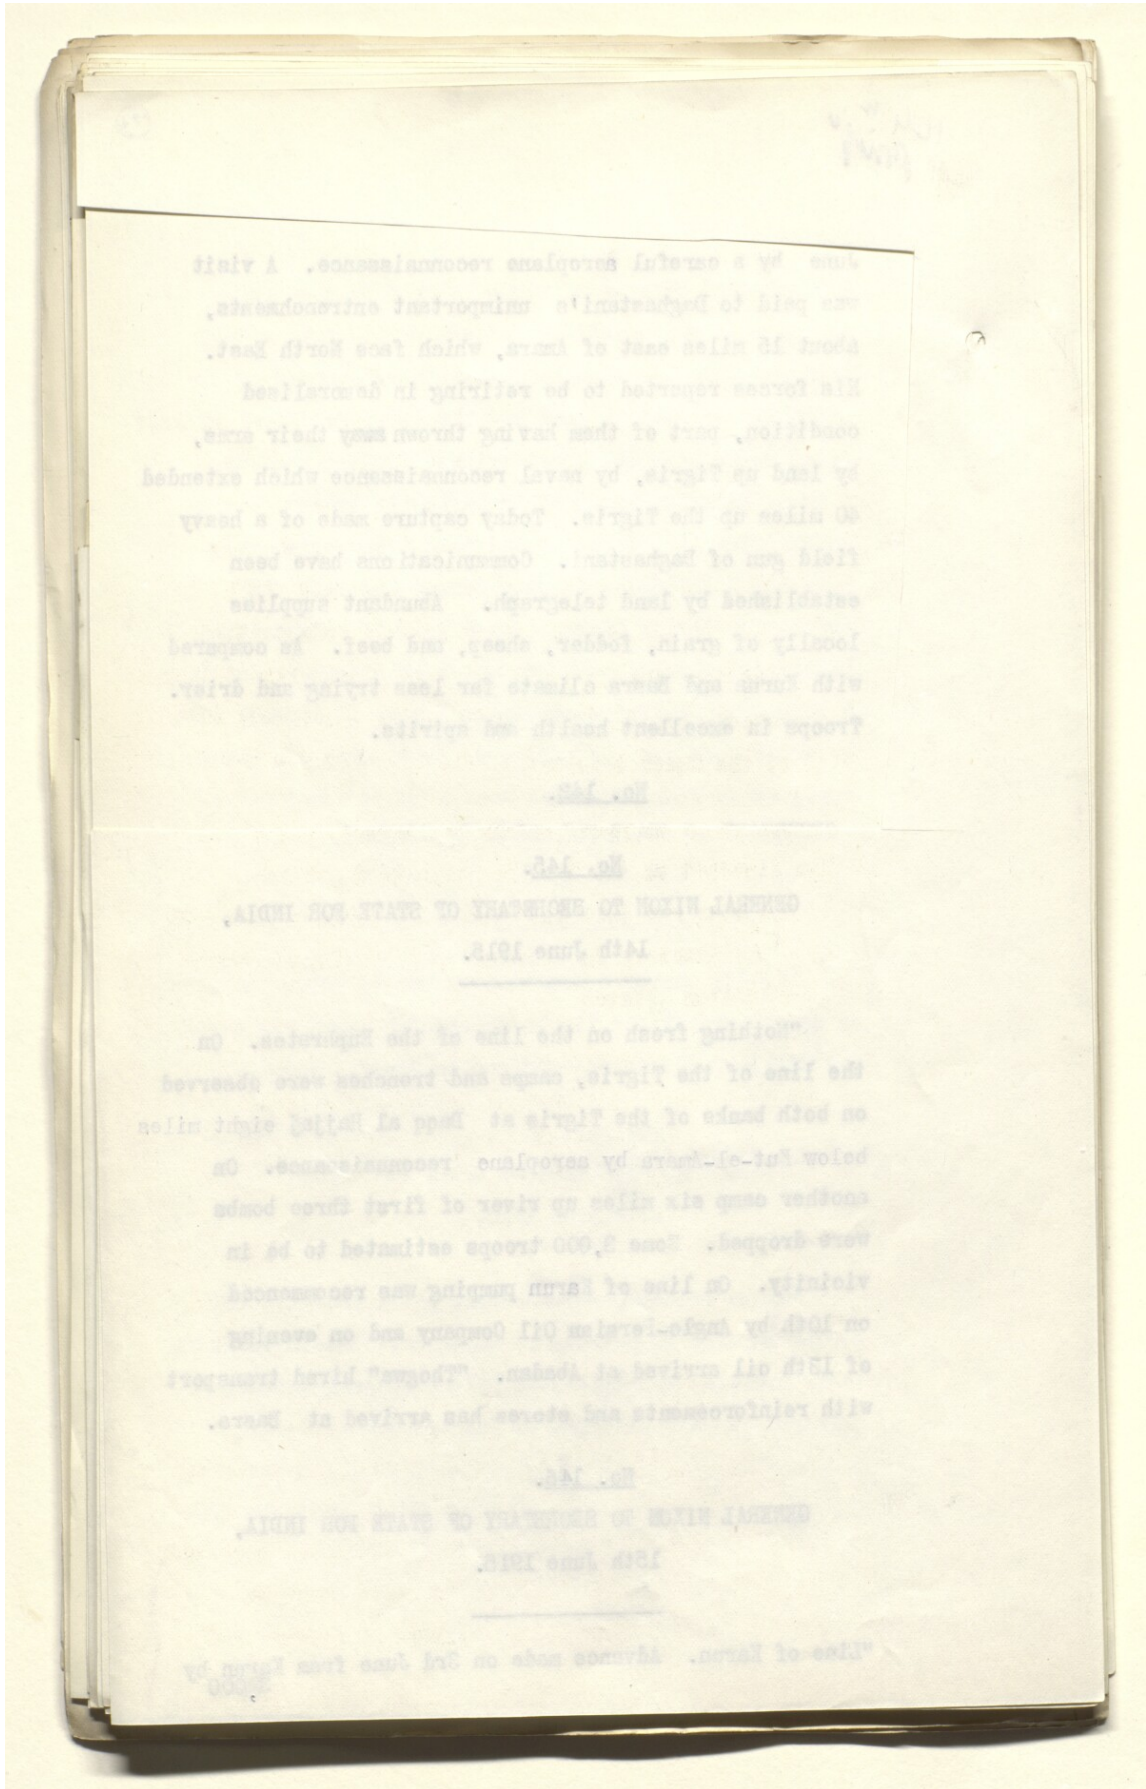 June by a careful aeroplane reconnaissance. A visit
was paid to Daghestani's unimportant entrenchments,
about 15 miles east of Amara, which face North East.
His forces reported to be retiring in demoralised
condition, part of them having thrown away their arms,
by land up Tigris, by naval reconnaissance which extended
40 miles up the Tigris. Today capture made of a heavy
field gun of Daghestani. Communications have been
established by land telegraph. Abundant supplies
locally of grain, fodder, sheep, and beef. As compared
with Kurna and Basra climate far less trying and drier.
Troops in excellent health and spirits.
No. 145.
GENERAL NIXON TO SECRETARY OF STATE FOR INDIA,
14th June 1915.
"Nothing fresh on the line of the Euphrates. On
the line of the Tigris, camps and trenches were observed
on both banks of the Tigris at Daqq al Hajjaj eight miles
below Kut-el-Amara by aeroplane reconnaissance. On
another camp six miles up river of first three bombs
were dropped. Some troops estimated to be in
vicinity. On line of Karun pumping was recommenced
on 10th by Anglo-Persian Oil Company and on evening
of 13th oil arrived at Abadan. hired transport
with reinforcements and stores has arrived at Basra.
No. 146.
GENERAL NIXON TO SECRETARY OF STATE FOR INDIA,
15th June 1915.
"Line of Karun. Advance made on 3rd June from Karun by